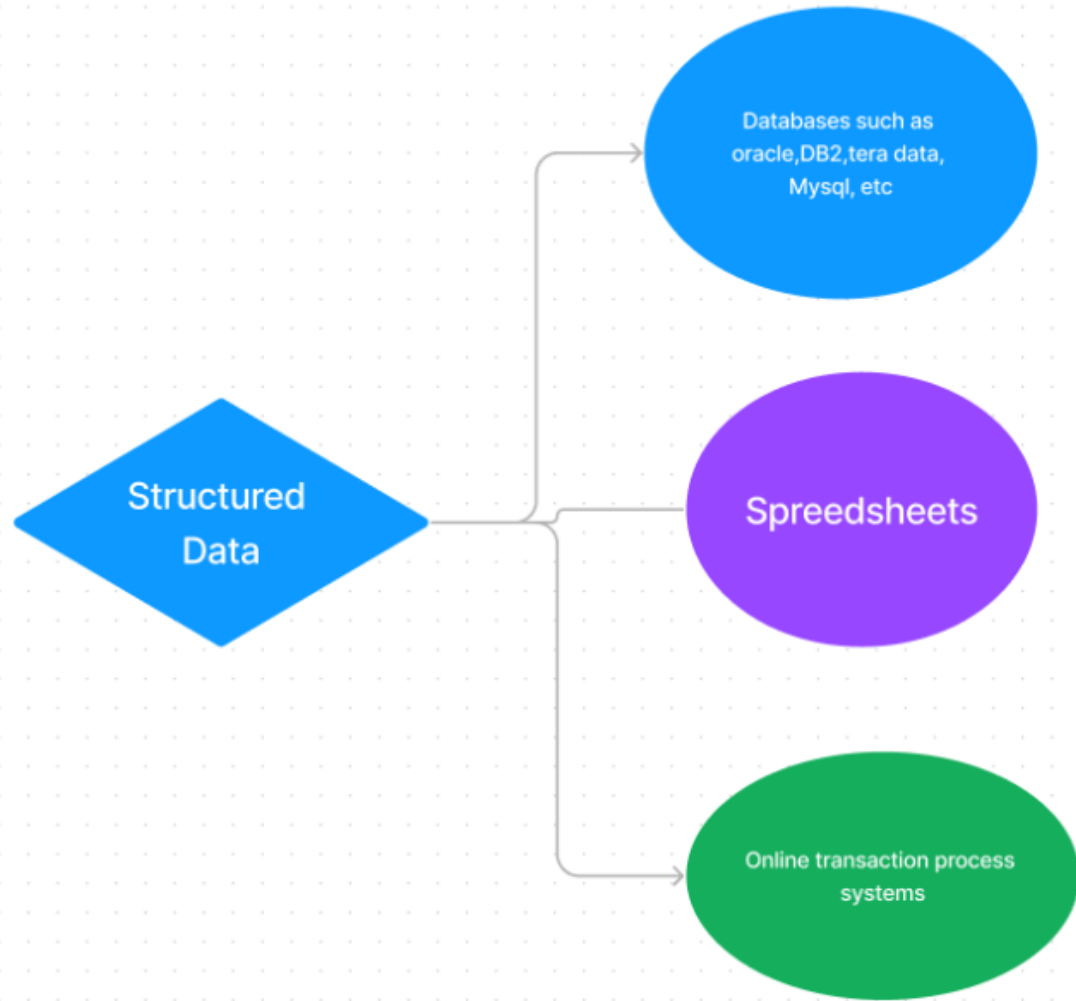 Databases such as
oracle,DB2,tera data,
Mysql, etc
Structured
Data
Spreedsheets
Online transaction process
systems